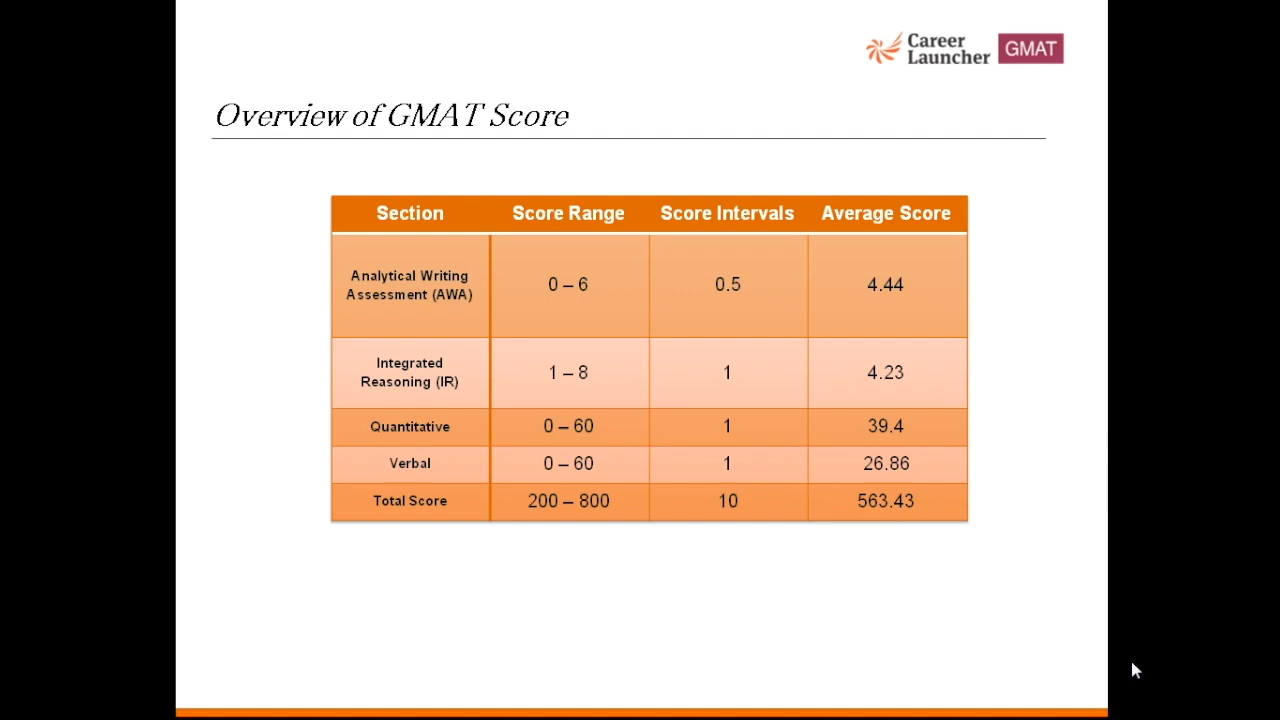 Career
Launcher
GMAT
Overview of GMAT Score
Section Score Range Score Intervals Average Score
Analytical Writing
Assessment (AWA)
0 – 6 0.5 4.44
Integrated
Reasoning (IR)
1 – 8 1 4.23
Quantitative 0 – 60 1 39.4
Verbal 0 – 60 1 26.86
Total Score 200 – 800 10 563.43